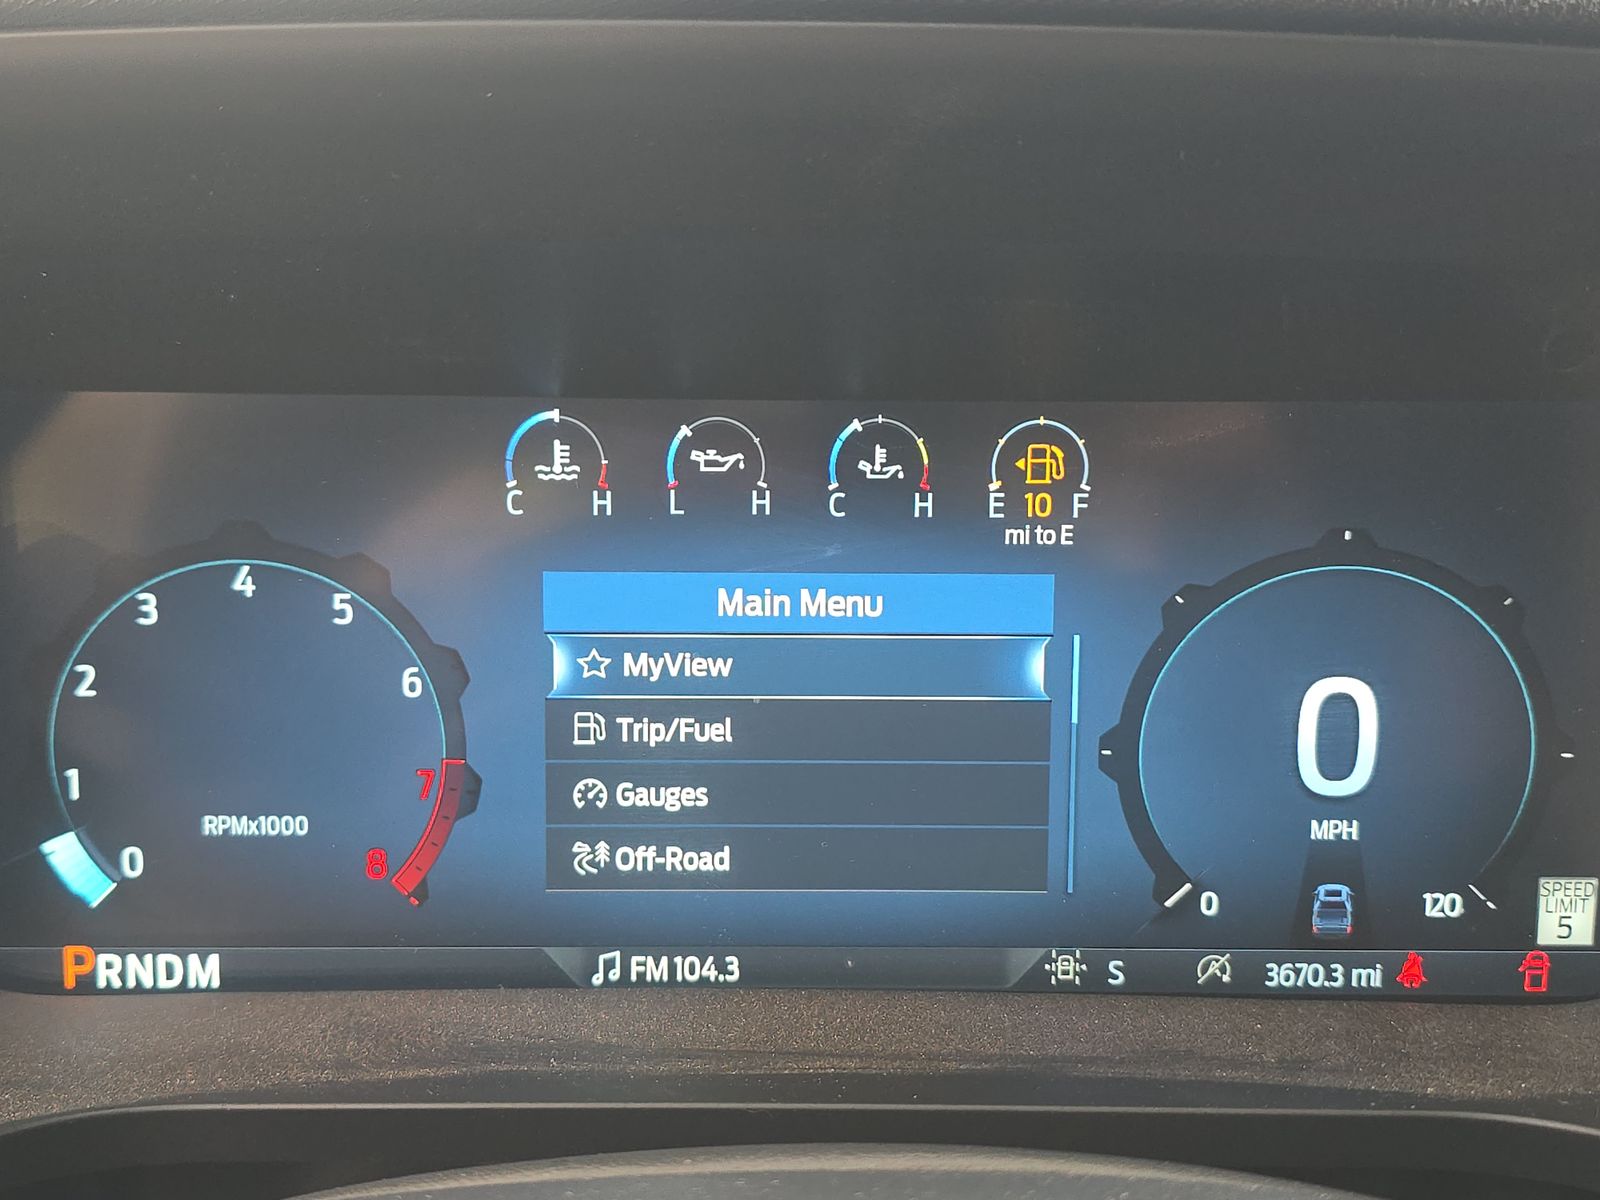 C H
L H
C H
E 10 F
mi to E
0
1
2
3
4
5
6
7
8
RPMx1000
Main Menu
MyView
Trip/Fuel
Gauges
Off-Road
0
MPH
0
120
SPEED
LIMIT
5
PRNDM
FM 104.3
S
A
3670.3 mi